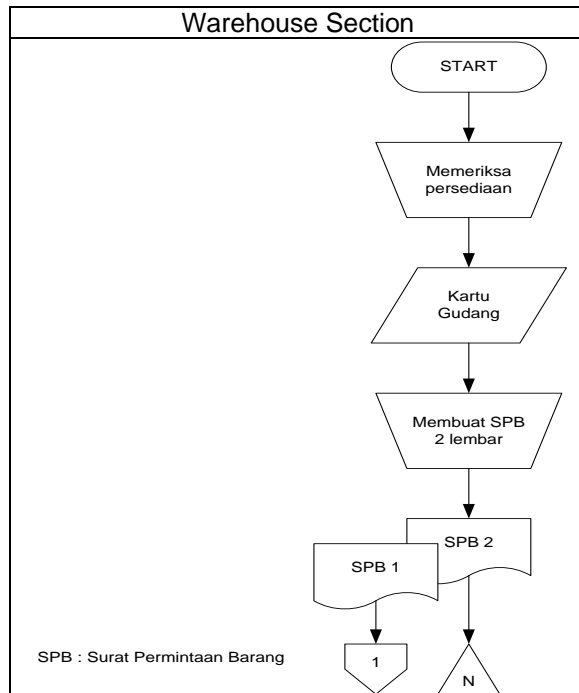 Warehouse Section
START
Memeriksa
persediaan
Kartu
Gudang
Membuat SPB
2 lembar
SPB 2
SPB 1
SPB : Surat Permintaan Barang
1
N